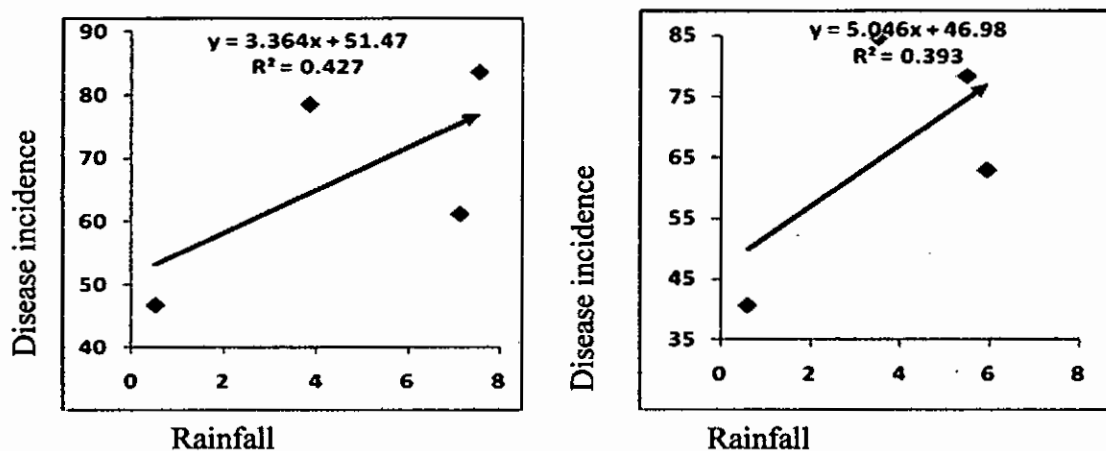 y = 3.364x + 51.47
R² = 0.427
90
80
70
60
50
40
0 2 4 6 8
Disease incidence
Rainfall
y = 5.046x + 46.98
R² = 0.393
85
75
65
55
45
35
0 2 4 6 8
Disease incidence
Rainfall